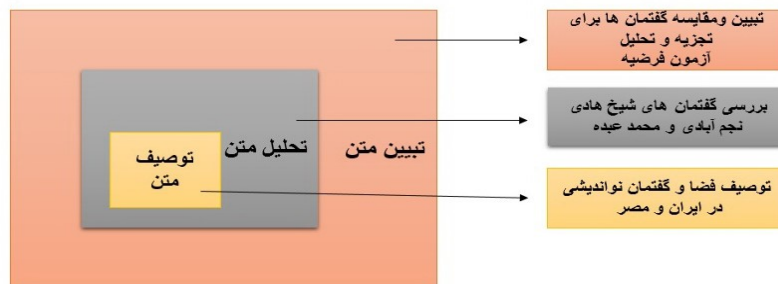 تبیین ومقایسه گفتمان ها برای
تجزیه و تحلیل
آزمون فرضیه
بررسی گفتمان های شیخ هادی
نجم آبادی و محمد عبده
توصیف فضا و گفتمان نواندیشی
در ایران و مصر
تبیین متن
تحلیل متن
توصیف
متن